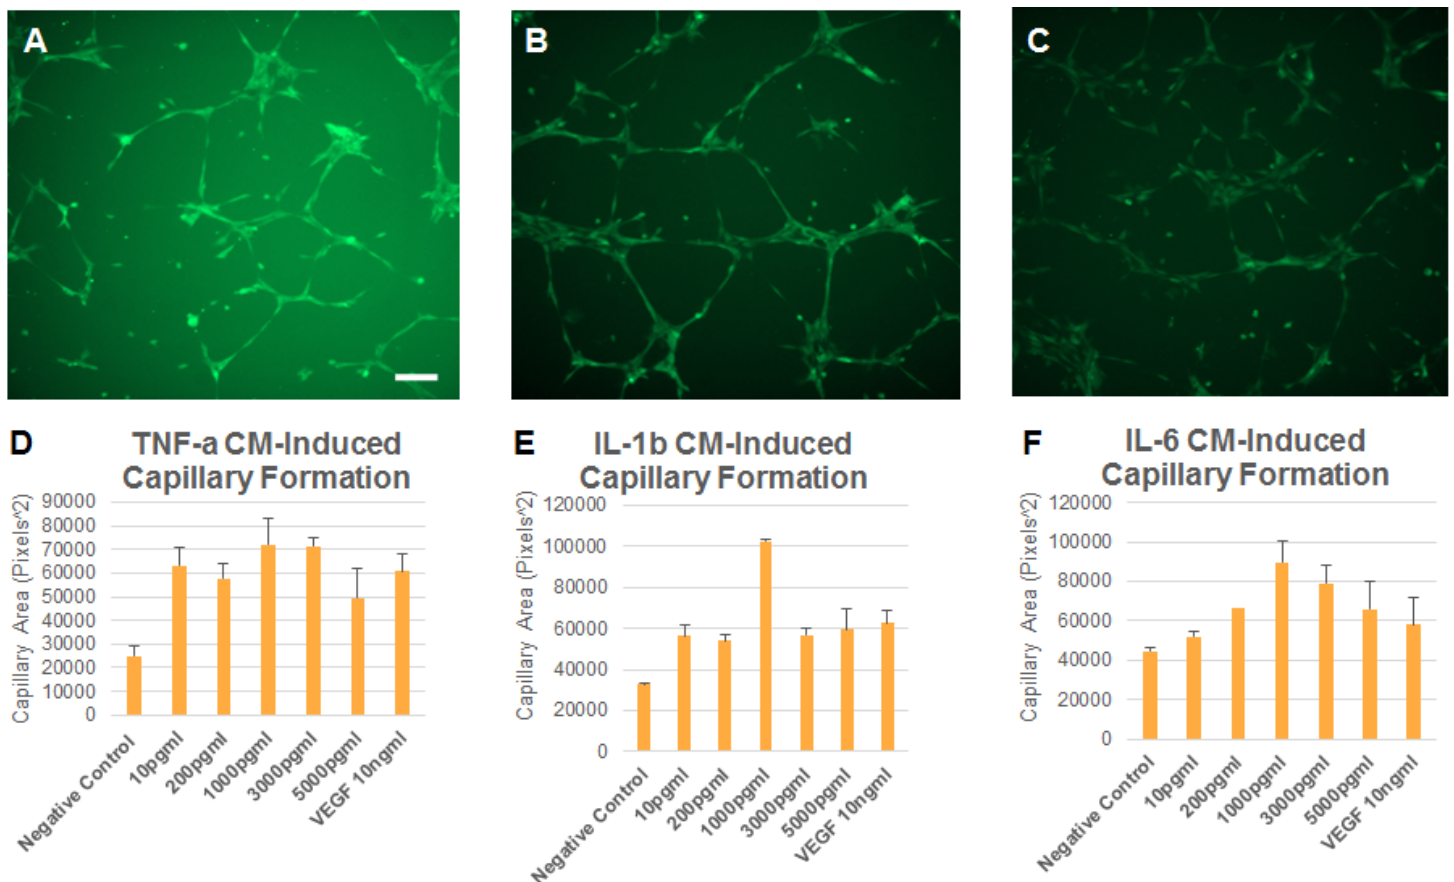 A
B
C
D
TNF-a CM-Induced
Capillary Formation
Capillary Area (Pixels^2)
90000
80000
70000
60000
50000
40000
30000
20000
10000
0
Negative Control
10pgml
200pgml
1000pgml
3000pgml
5000pgml
VEGF 10ngml
E
IL-1b CM-Induced
Capillary Formation
Capillary Area (Pixels^2)
120000
100000
80000
60000
40000
20000
0
Negative Control
10pgml
200pgml
1000pgml
3000pgml
5000pgml
VEGF 10ngml
F
IL-6 CM-Induced
Capillary Formation
Capillary Area (Pixels^2)
120000
100000
80000
60000
40000
20000
0
Negative Control
10pgml
200pgml
1000pgml
3000pgml
5000pgml
VEGF 10ngml